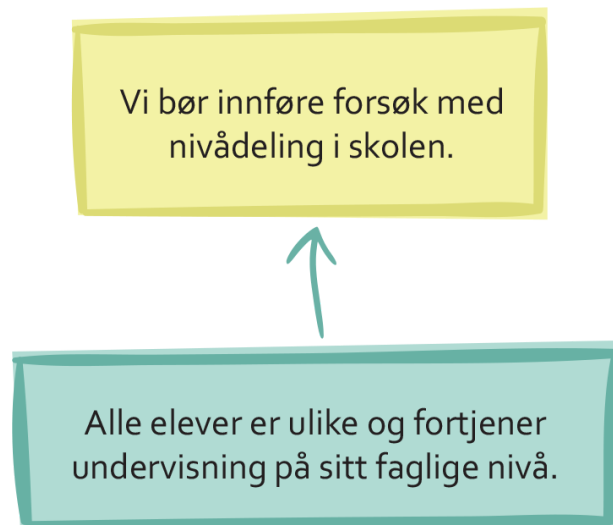 Vi bør innføre forsøk med
nivådeling i skolen.
Alle elever er ulike og fortjener
undervisning på sitt faglige nivå.